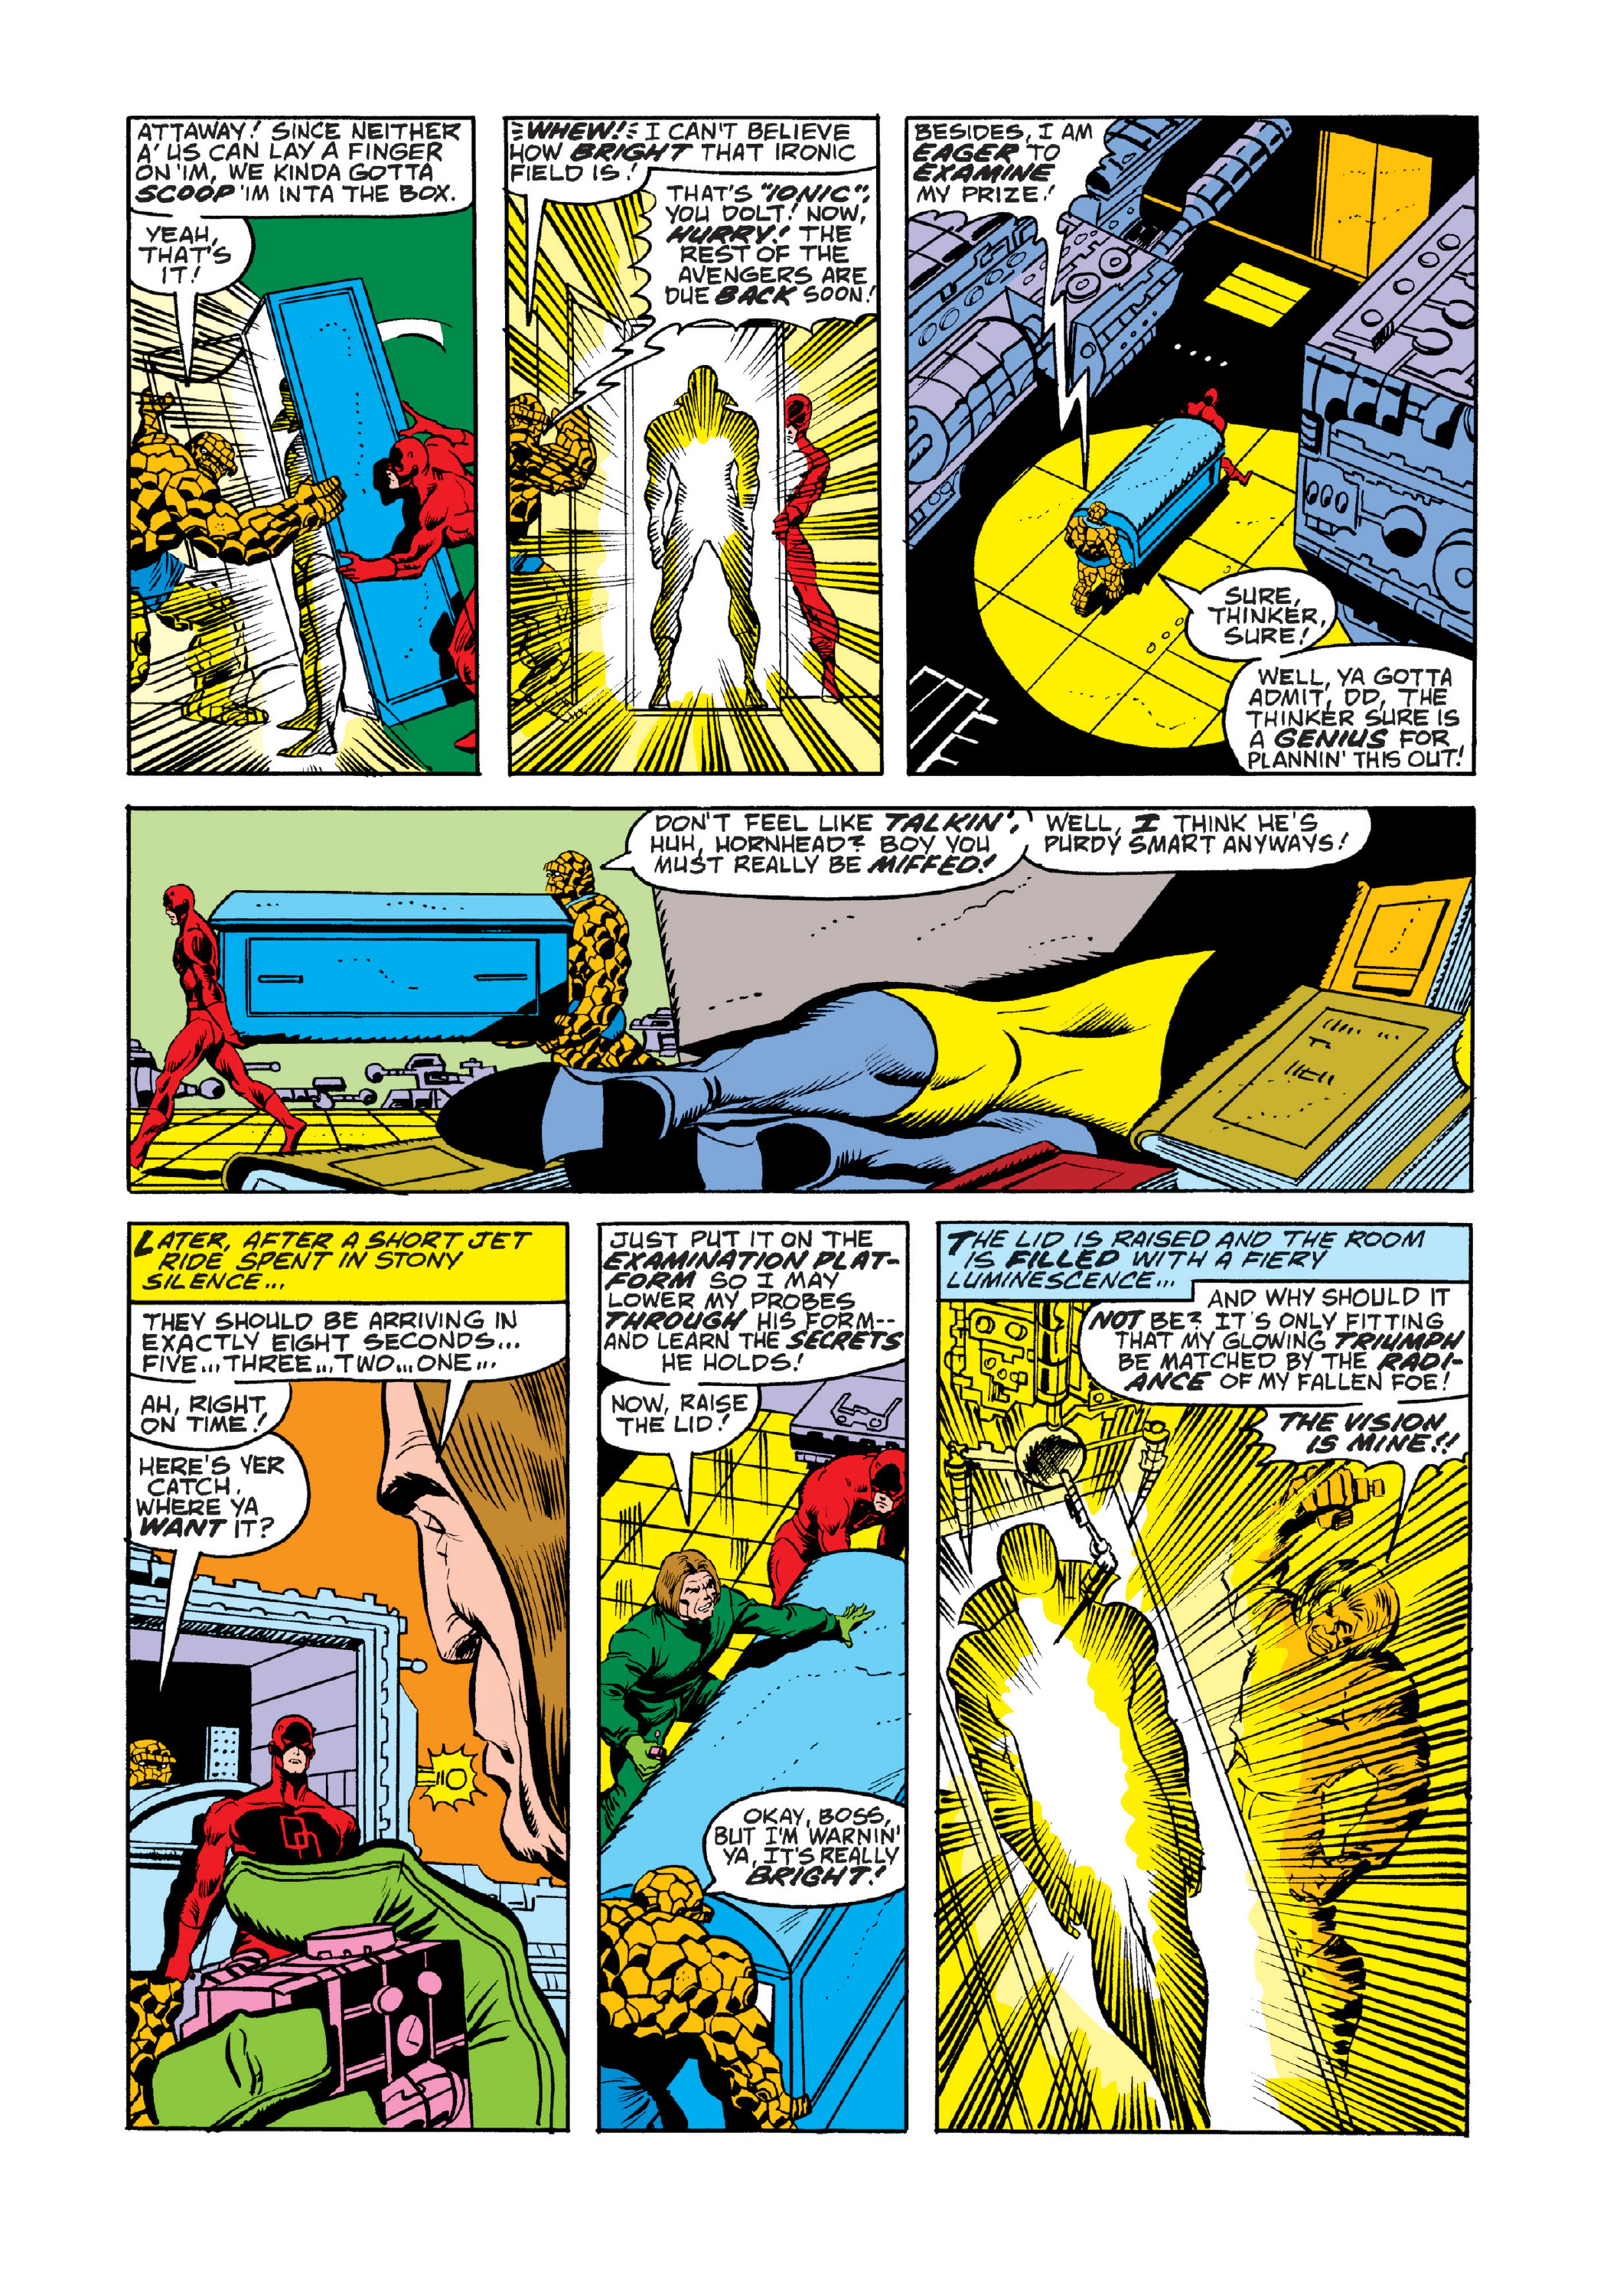 ATTAWAY! SINCE NEITHER
A' US CAN LAY A FINGER
ON 'IM, WE KINDA GOTTA
SCOOP 'IM INTA THE BOX.
YEAH,
THAT'S
IT!
WHEW! I CAN'T BELIEVE
HOW BRIGHT THAT IRONIC
FIELD IS!
THAT'S "IONIC",
YOU DOLT! NOW,
HURRY! THE
REST OF THE
AVENGERS ARE
DUE BACK SOON!
BESIDES, I AM
EAGER TO
EXAMINE
MY PRIZE!
SURE,
THINKER,
SURE!
WELL, YA GOTTA
ADMIT, DD, THE
THINKER SURE IS
A GENIUS FOR
PLANNIN' THIS OUT!
DON'T FEEL LIKE TALKIN',
HUH, HORNHEAD? BOY YOU
MUST REALLY BE MIFFED!
WELL, I THINK HE'S
PURDY SMART ANYWAYS!
LATER, AFTER A SHORT JET
RIDE SPENT IN STONY
SILENCE...
THEY SHOULD BE ARRIVING IN
EXACTLY EIGHT SECONDS...
FIVE...THREE...TWO...ONE...
AH, RIGHT
ON TIME!
HERE'S YER
CATCH.
WHERE YA
WANT IT?
JUST PUT IT ON THE
EXAMINATION PLAT-
FORM SO I MAY
LOWER MY PROBES
THROUGH HIS FORM--
AND LEARN THE SECRETS
HE HOLDS!
NOW, RAISE
THE LID!
OKAY, BOSS,
BUT I'M WARNIN'
YA, IT'S REALLY
BRIGHT!
THE LID IS RAISED AND THE ROOM
IS FILLED WITH A FIERY
LUMINESCENCE...
AND WHY SHOULD IT
NOT BE? IT'S ONLY FITTING
THAT MY GLOWING TRIUMPH
BE MATCHED BY THE RADI-
ANCE OF MY FALLEN FOE!
THE VISION
IS MINE!!